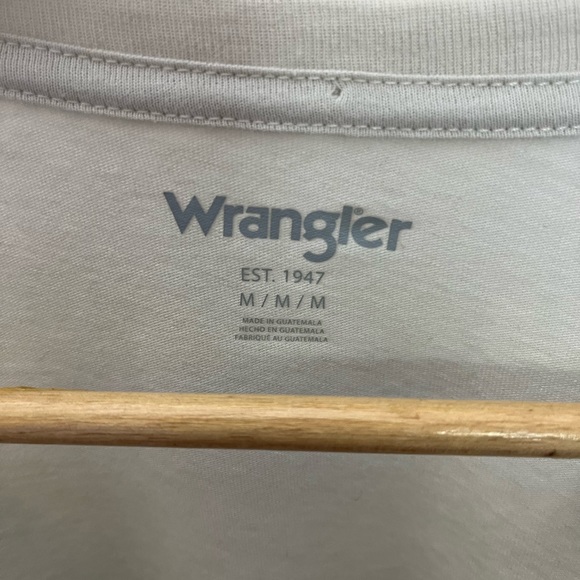 Wrangler®
EST. 1947
M / M / M
MADE IN GUATEMALA
HECHO EN GUATEMALA
FABRIQUÉ AU GUATEMALA